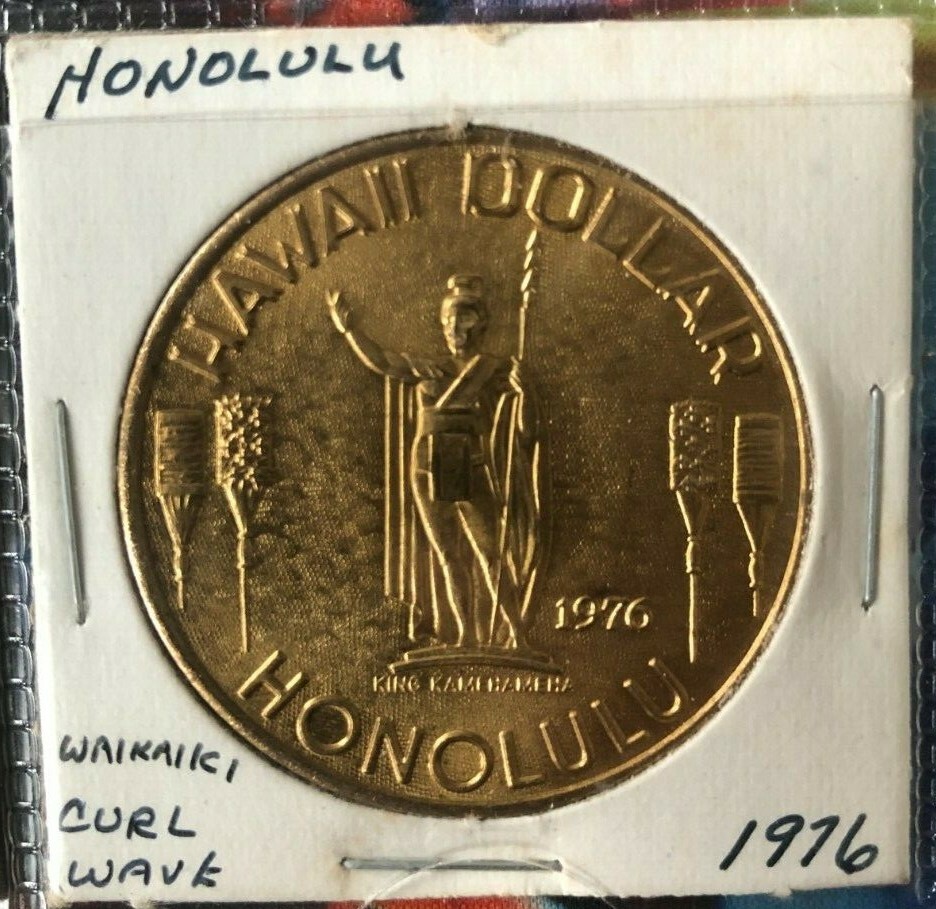 HONOLULU
HAWAII DOLLAR
1976
KING KAMEHAMEHA
HONOLULU
WAIKAIKI
CURL
WAVE
1976